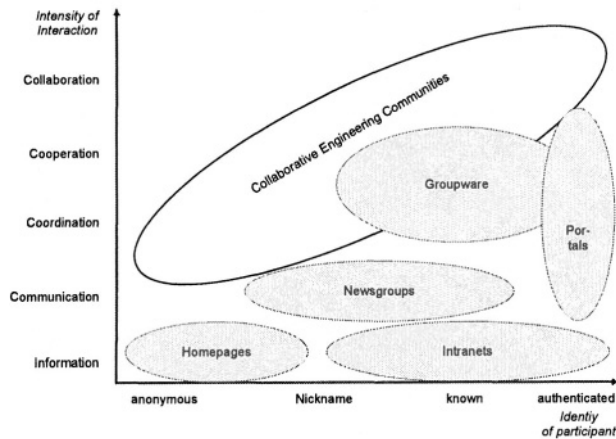 Intensity of
Interaction
Collaboration
Collaborative Engineering Communities
Cooperation
Groupware
Coordination
Por-
tals
Communication
Newsgroups
Homepages
Intranets
Information
anonymous
Nickname
known
authenticated
Identiy
of participant